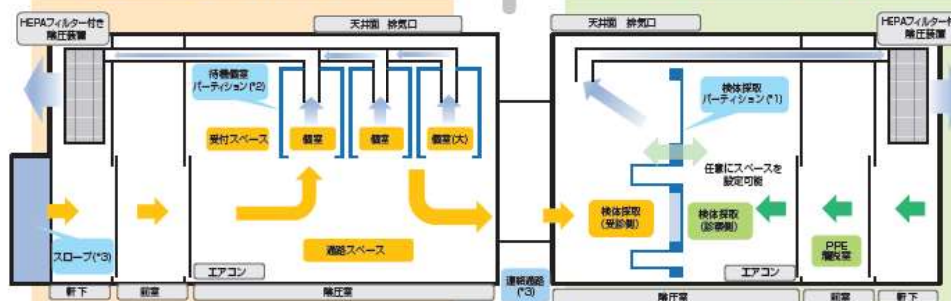 HEPAフィルター付き
陰圧装置
天井面 排気口
天井面 排気口
HEPAフィルター付き
陰圧装置
待機個室
パーティション(*2)
検体採取
パーティション(*1)
受付スペース
個室
個室
個室(大)
任意にスペースを
設定可能
検体採取
(受診側)
検体採取
(診察側)
スロープ(*3)
通路スペース
PPE
着脱室
エアコン
エアコン
連絡通路
(*3)
軒下
前室
陰圧室
陰圧室
前室
軒下